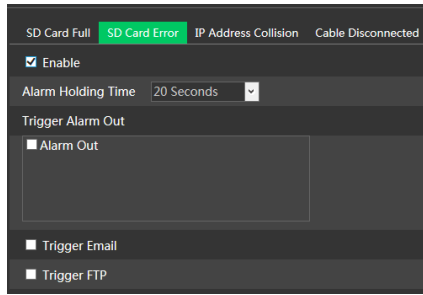 SD Card Full SD Card Error IP Address Collision Cable Disconnected
Enable
Alarm Holding Time 20 Seconds
Trigger Alarm Out
Alarm Out
Trigger Email
Trigger FTP